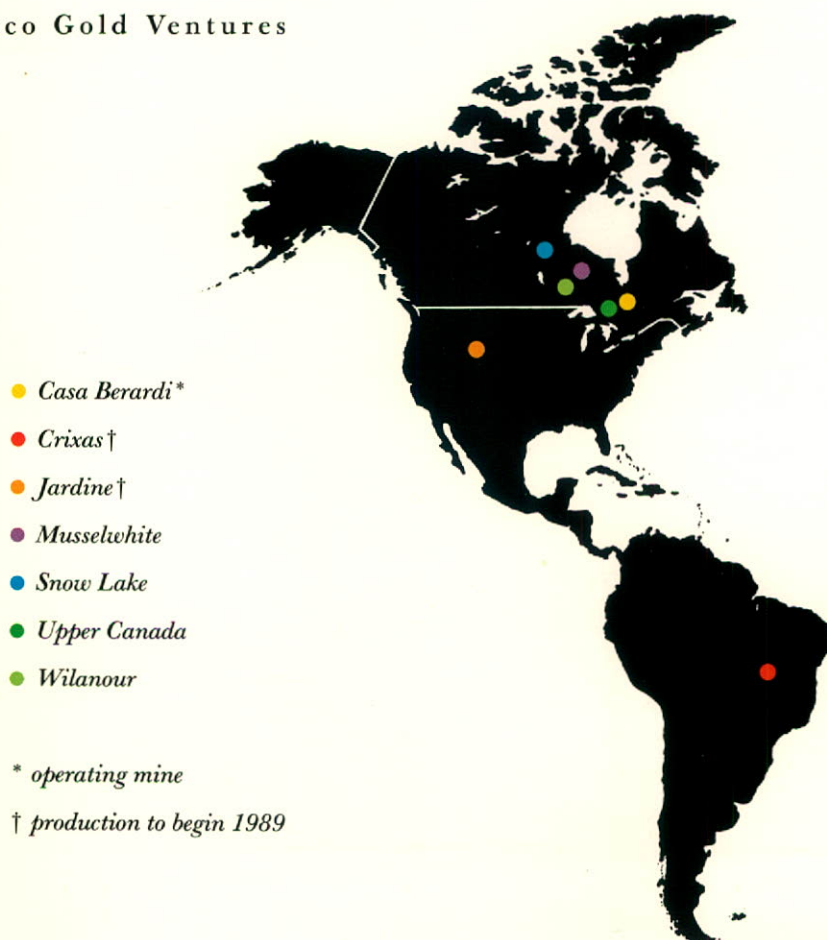 co Gold Ventures
Casa Berardi*
Crixas†
Jardine†
Musselwhite
Snow Lake
Upper Canada
Wilanour
* operating mine
† production to begin 1989